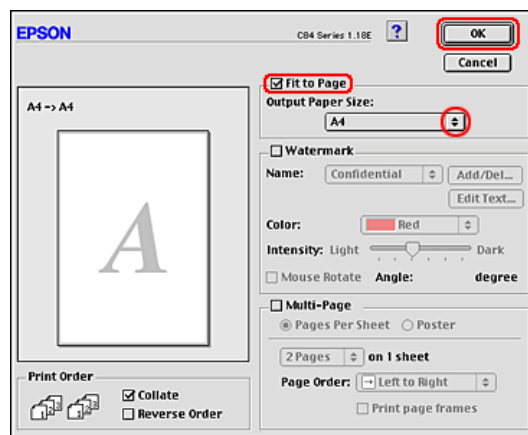 EPSON
C84 Series 1.18E
?
OK
Cancel
A4 -> A4
A
Fit to Page
Output Paper Size:
A4
Watermark
Name: Confidential Add/Del...
Edit Text...
Color: Red
Intensity: Light Dark
Mouse Rotate Angle: degree
Multi-Page
Pages Per Sheet Poster
2 Pages on 1 sheet
Page Order: Left to Right
Print page frames
Print Order
Collate
Reverse Order